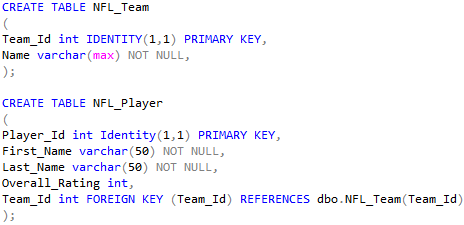 CREATE TABLE NFL_Team
(
Team_Id int IDENTITY(1,1) PRIMARY KEY,
Name varchar(max) NOT NULL,
);
CREATE TABLE NFL_Player
(
Player_Id int Identity(1,1) PRIMARY KEY,
First_Name varchar(50) NOT NULL,
Last_Name varchar(50) NOT NULL,
Overall_Rating int,
Team_Id int FOREIGN KEY (Team_Id) REFERENCES dbo.NFL_Team(Team_Id)
);